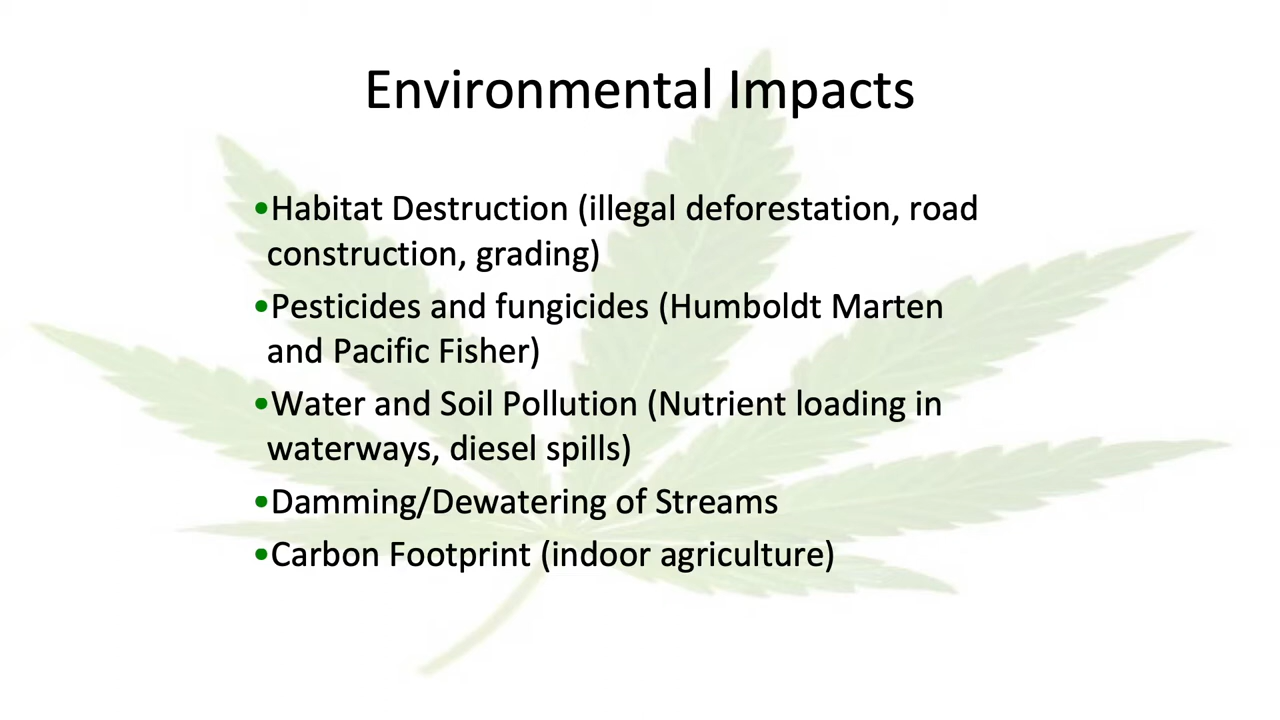 Environmental Impacts
•Habitat Destruction (illegal deforestation, road
construction, grading)
•Pesticides and fungicides (Humboldt Marten
and Pacific Fisher)
•Water and Soil Pollution (Nutrient loading in
waterways, diesel spills)
•Damming/Dewatering of Streams
•Carbon Footprint (indoor agriculture)